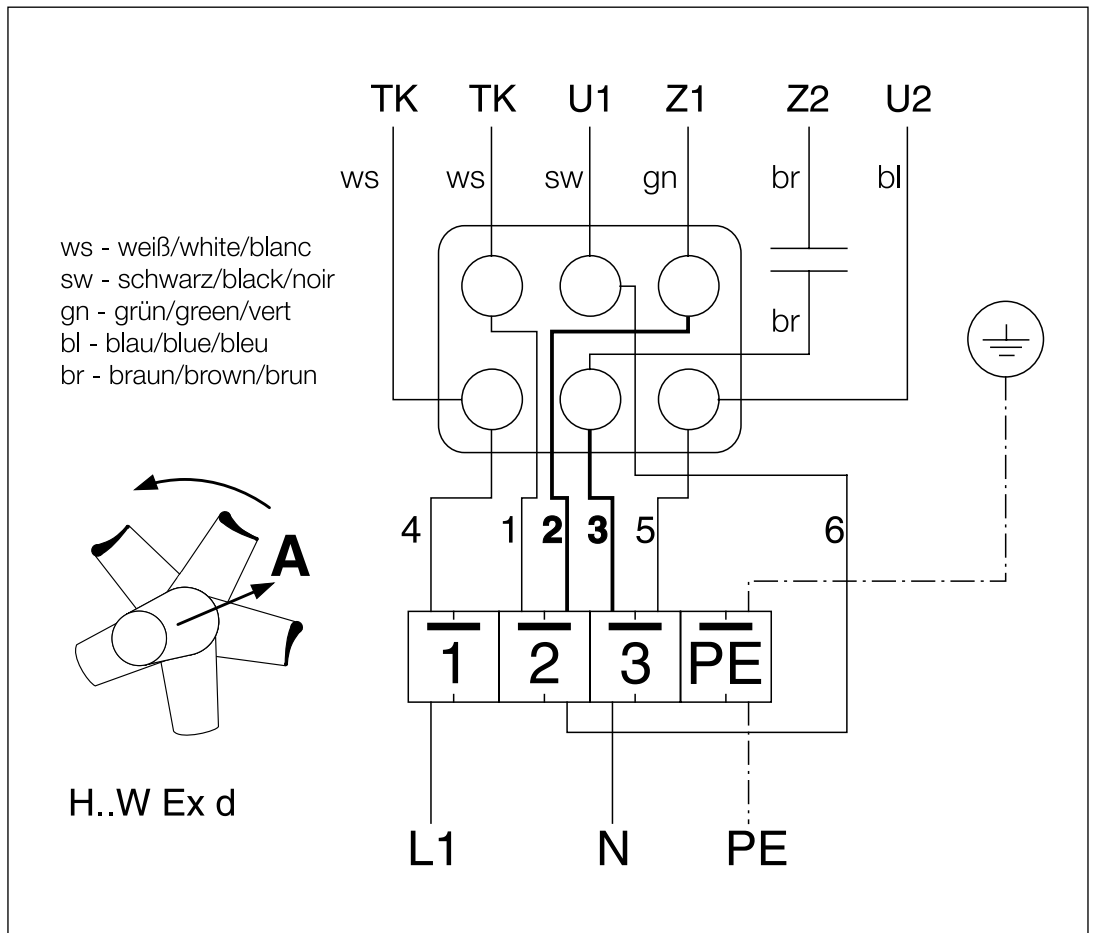 TK TK U1 Z1 Z2 U2
ws ws sw gn br bl
ws - weiß/white/blanc
sw - schwarz/black/noir
gn - grün/green/vert
bl - blau/blue/bleu
br - braun/brown/brun
br
4 1 2 3 5 6
A
1 2 3 PE
H..W Ex d
L1 N PE